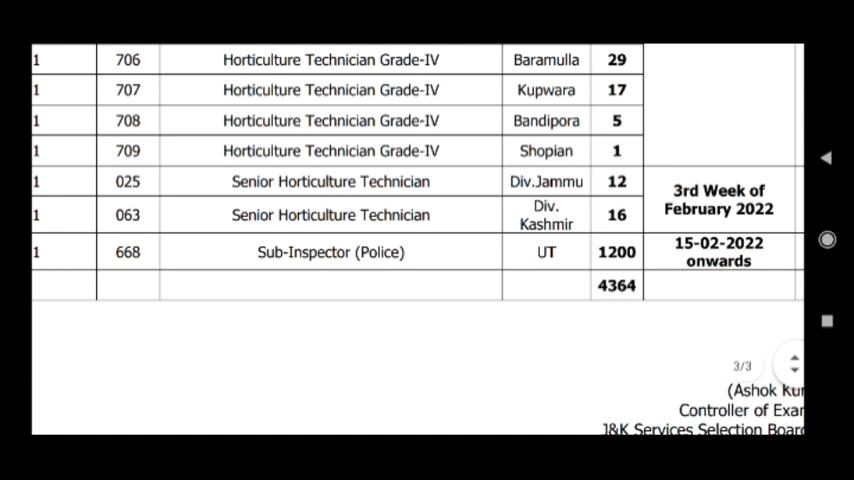 1 706 Horticulture Technician Grade-IV Baramulla 29
1 707 Horticulture Technician Grade-IV Kupwara 17
1 708 Horticulture Technician Grade-IV Bandipora 5
1 709 Horticulture Technician Grade-IV Shopian 1
1 025 Senior Horticulture Technician Div.Jammu 12
3rd Week of
February 2022
1 063 Senior Horticulture Technician Div.
Kashmir 16
1 668 Sub-Inspector (Police) UT 1200 15-02-2022
onwards
4364
3/3
(Ashok Kur
Controller of Exar
J&K Services Selection Board